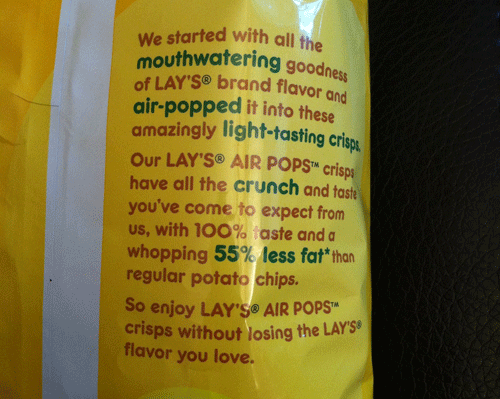 We started with all the
mouthwatering goodness
of LAY'S® brand flavor and
air-popped it into these
amazingly light-tasting crisps.
Our LAY'S® AIR POPS™ crisps
have all the crunch and taste
you've come to expect from
us, with 100% taste and a
whopping 55% less fat* than
regular potato chips.
So enjoy LAY'S® AIR POPS™
crisps without losing the LAY'S®
flavor you love.